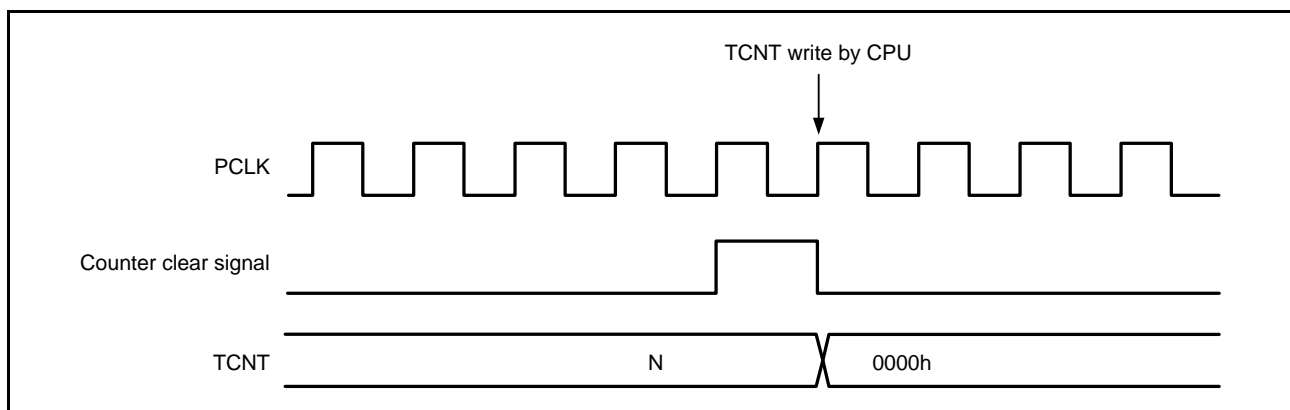 TCNT write by CPU
PCLK
Counter clear signal
TCNT
N
0000h